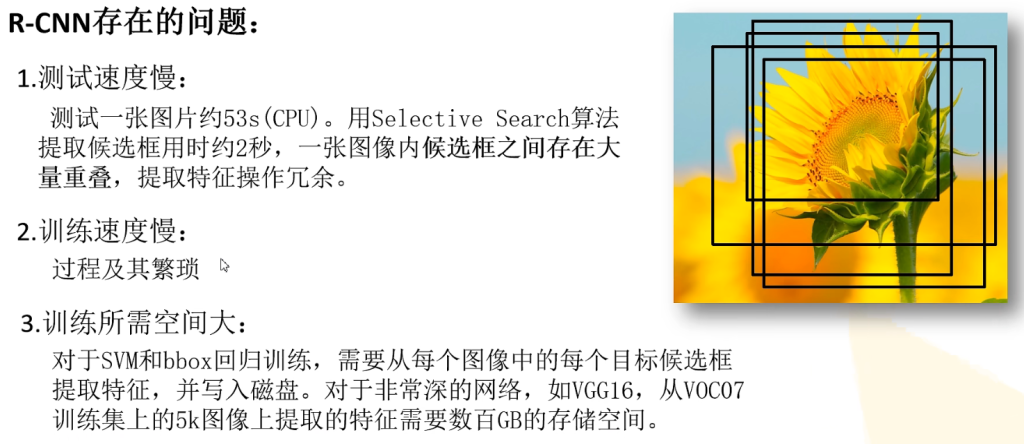 R-CNN存在的问题：
1.测试速度慢：
测试一张图片约53s(CPU)。用Selective Search算法
提取候选框用时约2秒，一张图像内候选框之间存在大
量重叠，提取特征操作冗余。
2.训练速度慢：
过程及其繁琐
3.训练所需空间大：
对于SVM和bbox回归训练，需要从每个图像中的每个目标候选框
提取特征，并写入磁盘。对于非常深的网络，如VGG16，从VOC07
训练集上的5k图像上提取的特征需要数百GB的存储空间。